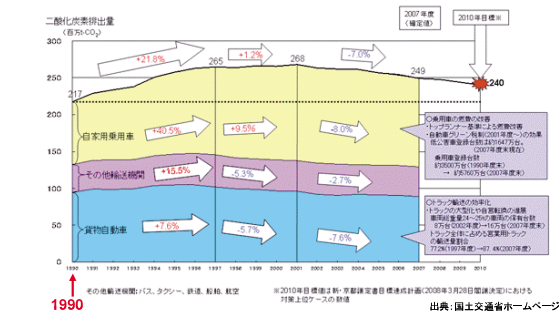 二酸化炭素排出量
(百万t-CO₂)
2007年度
(確定値)
2010年目標※
300
250
200
150
100
50
0
217
265
268
249
240
+21.8%
+1.2%
-7.0%
自家用乗用車
+40.5%
+9.5%
-8.0%
その他輸送機関
+15.5%
-5.3%
-2.6%
貨物自動車
+7.6%
-5.7%
-7.6%
○乗用車の燃費の改善
・トップランナー基準による燃費改善
・自動車グリーン税制(2001年度~)の効果
低公害車登録台数は約1647万台。
(2007年度末現在)
乗用車登録台数
約3500万台(1990年度末)
→ 約5760万台(2007年度末)
○トラック輸送の効率化
・トラックの大型化や自営転換の進展
車両総重量24~25tの車両の保有台数
8万台(2002年度)→16万台(2007年度末)
トラック全体に占める営業用トラック
の輸送量割合
77.2%(1997年度)→87.4%(2007年度)
1990 1991 1992 1993 1994 1995 1996 1997 1998 1999 2000 2001 2002 2003 2004 2005 2006 2007 2010
1990
その他輸送機関:バス、タクシー、鉄道、船舶、航空
※2010年目標値は新・京都議定書目標達成計画(2008年3月28日閣議決定)における
対策上位ケースの数値
出典:国土交通省ホームページ